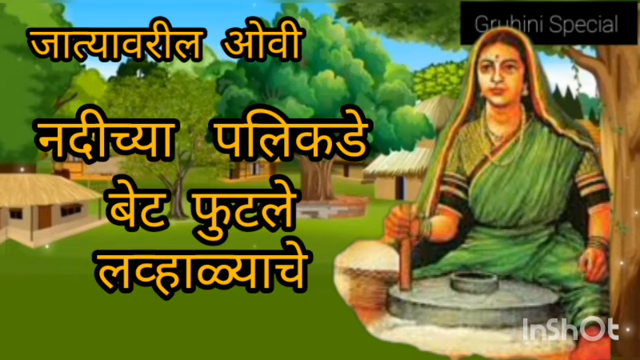 Gruhini Special
जात्यावरील ओवी
नदीच्या पलिकडे
बेट फुटले
लव्हाळ्याचे
InShOt